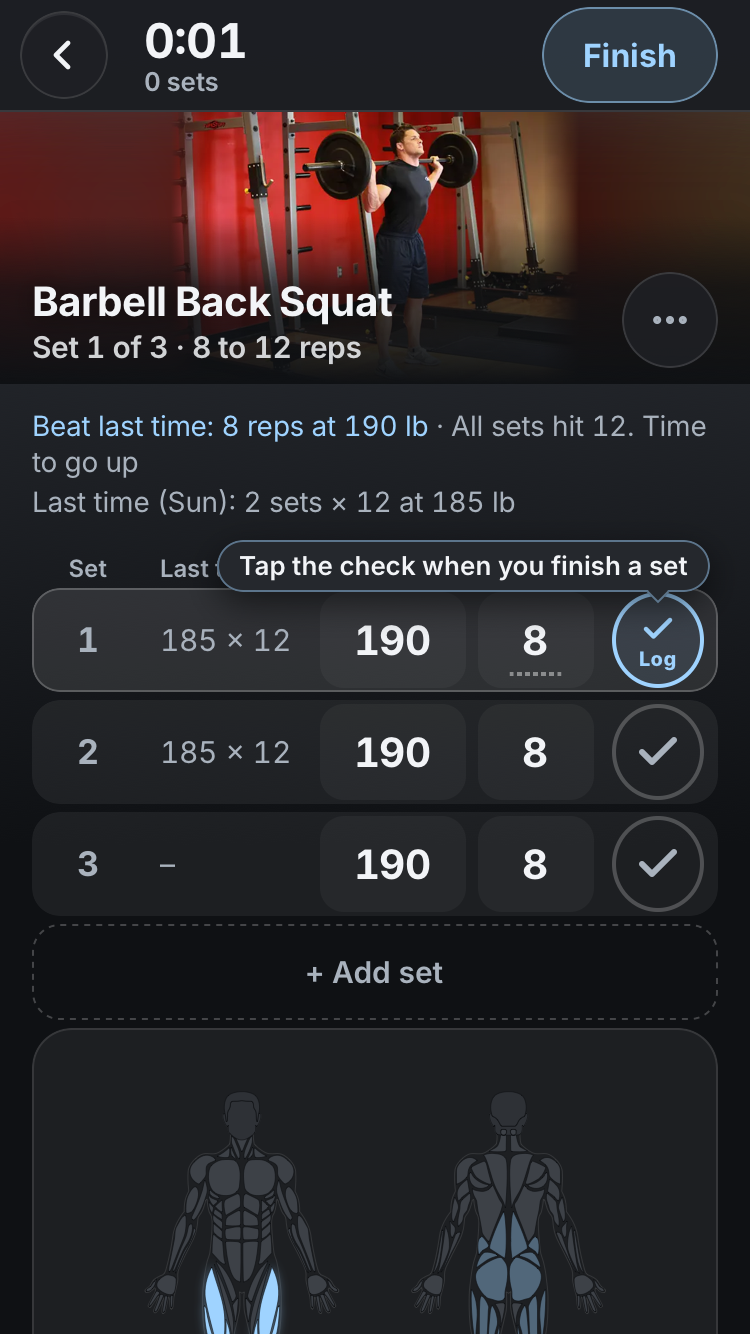 0:01
0 sets
Finish
Barbell Back Squat
Set 1 of 3 · 8 to 12 reps
Beat last time: 8 reps at 190 lb · All sets hit 12. Time
to go up
Last time (Sun): 2 sets × 12 at 185 lb
Set Last
Tap the check when you finish a set
1 185 × 12 190 8 Log
2 185 × 12 190 8
3 – 190 8
+ Add set